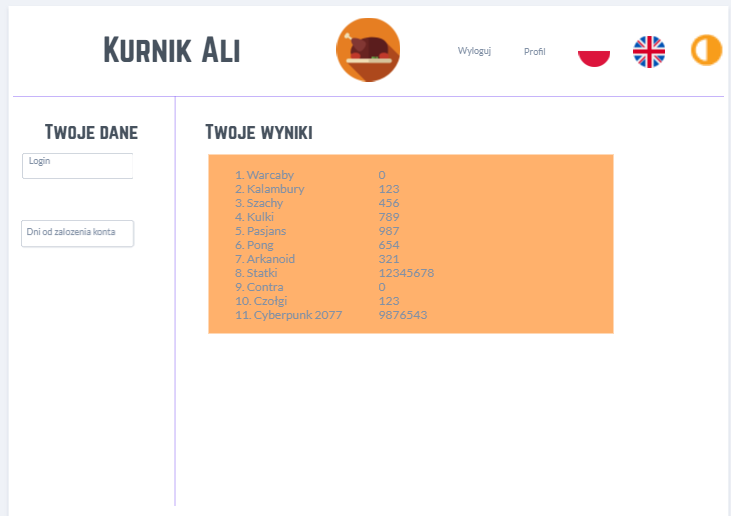 Kurnik Ali
Wyloguj
Profil
Twoje dane
Login
Dni od zalozenia konta
Twoje wyniki
1. Warcaby 0
2. Kalambury 123
3. Szachy 456
4. Kulki 789
5. Pasjans 987
6. Pong 654
7. Arkanoid 321
8. Statki 12345678
9. Contra 0
10. Czołgi 123
11. Cyberpunk 2077 9876543